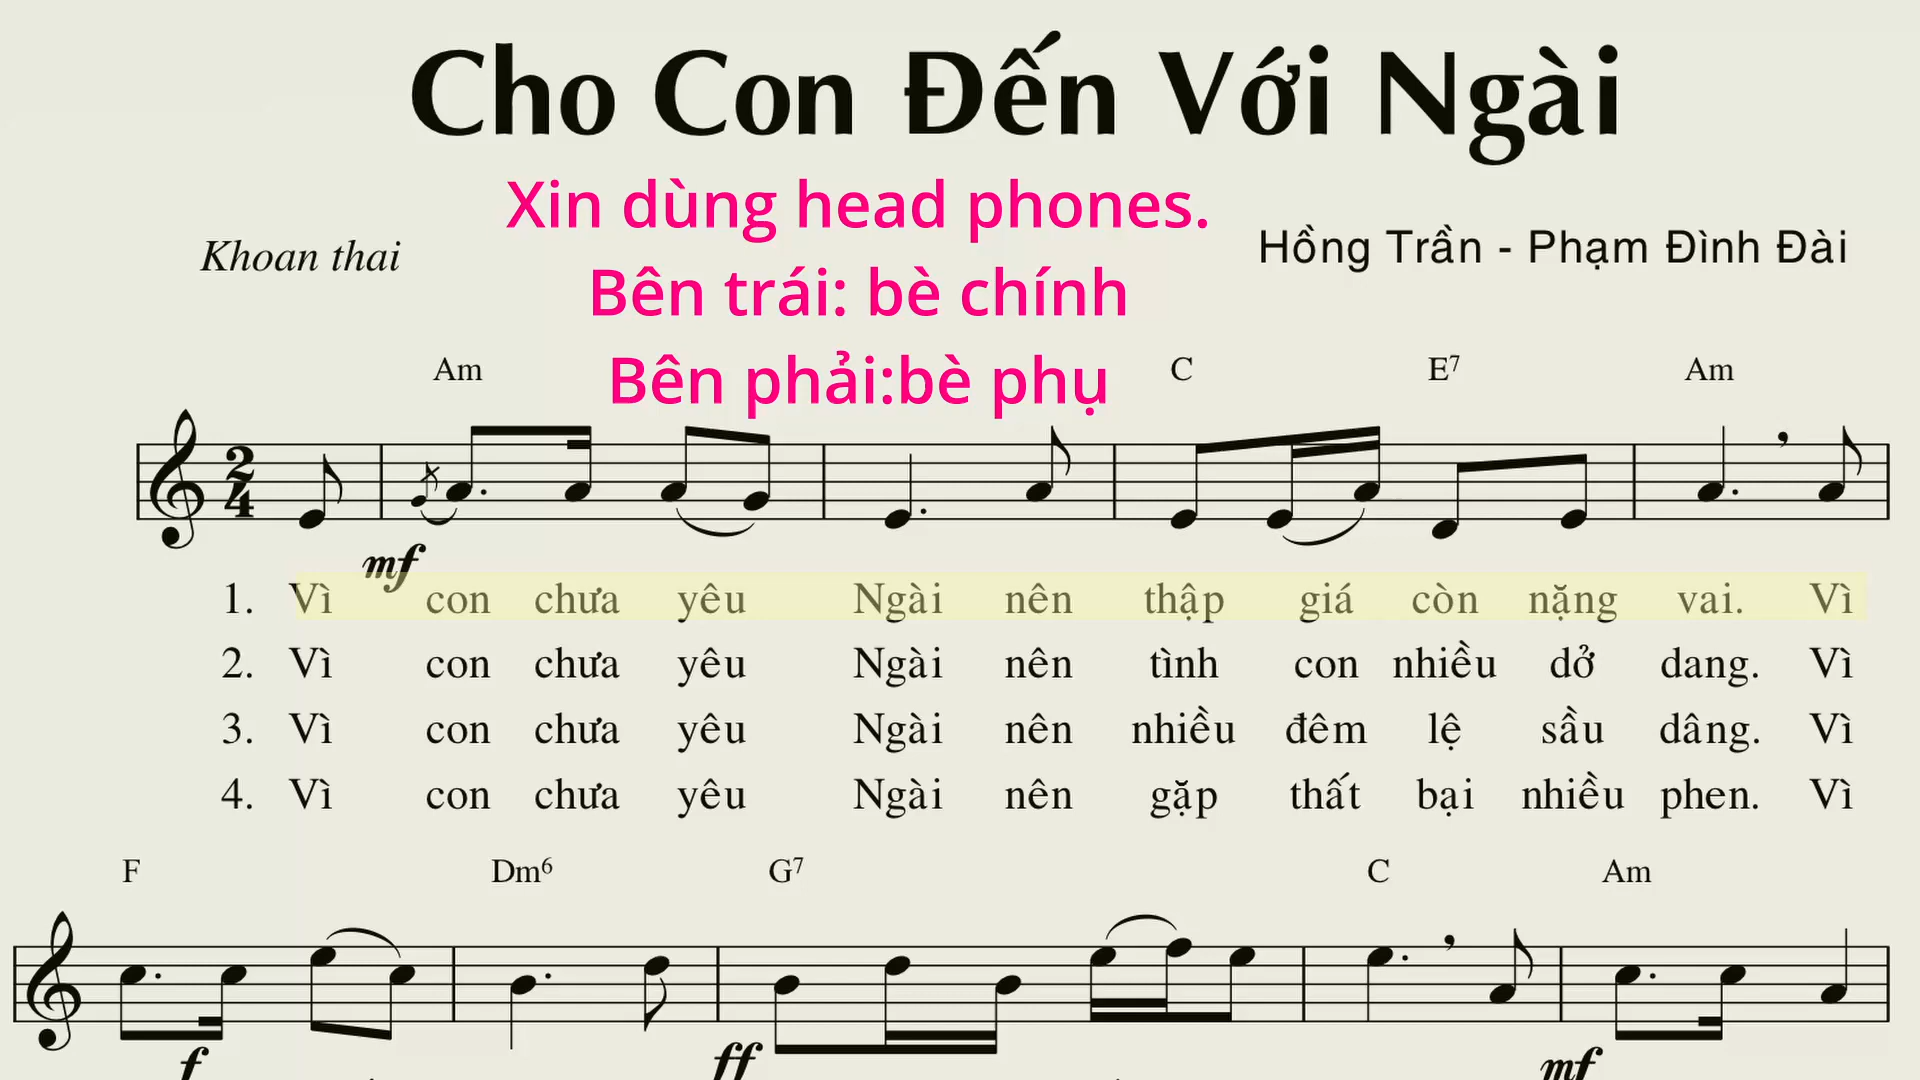 Cho Con Đến Với Ngài
Xin dùng head phones.
Khoan thai
Hồng Trần - Phạm Đình Đài
Bên trái: bè chính
Bên phải:bè phụ
Am C E7 Am
2
4
mf
1. Vì con chưa yêu Ngài nên thập giá còn nặng vai. Vì
2. Vì con chưa yêu Ngài nên tình con nhiều dở dang. Vì
3. Vì con chưa yêu Ngài nên nhiều đêm lệ sầu dâng. Vì
4. Vì con chưa yêu Ngài nên gặp thất bại nhiều phen. Vì
F Dm6 G7 C Am
f ff mf